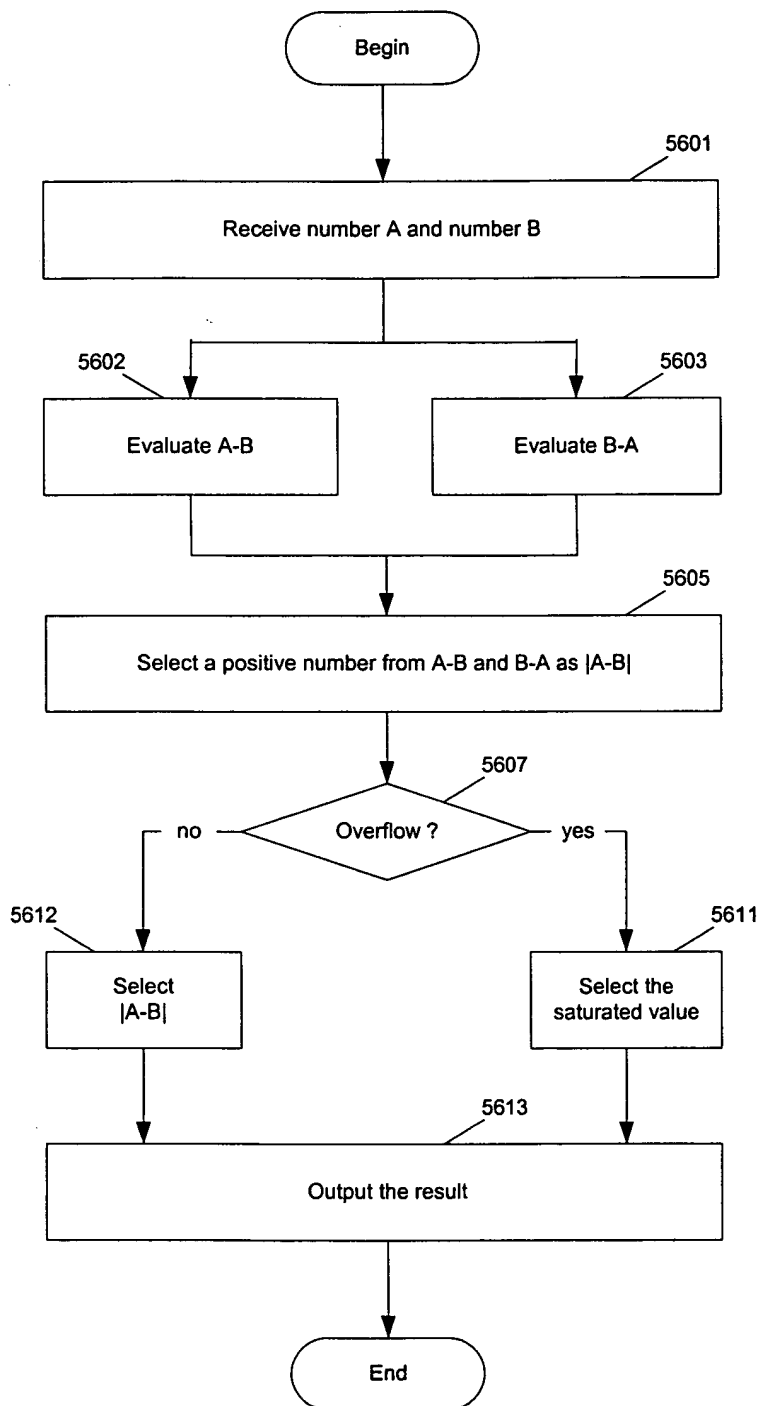 Begin
5601
Receive number A and number B
5602
5603
Evaluate A-B
Evaluate B-A
5605
Select a positive number from A-B and B-A as |A-B|
5607
Overflow ?
no
yes
5612
5611
Select
|A-B|
Select the
saturated value
5613
Output the result
End